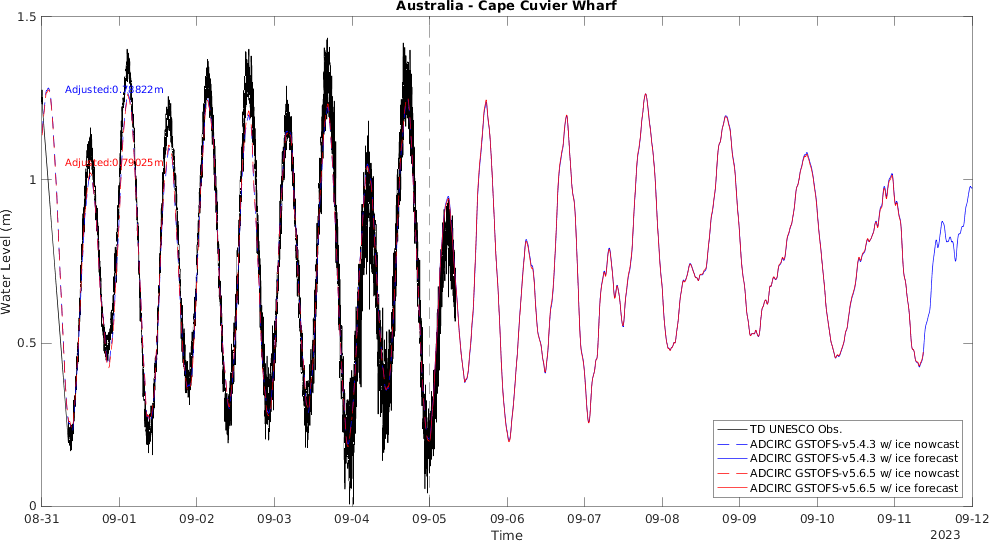 Australia - Cape Cuvier Wharf
1.5
1
0.5
0
Water Level (m)
Adjusted:0.78822m
Adjusted:0.79025m
TD UNESCO Obs.
ADCIRC GSTOFS-v5.4.3 w/ ice nowcast
ADCIRC GSTOFS-v5.4.3 w/ ice forecast
ADCIRC GSTOFS-v5.6.5 w/ ice nowcast
ADCIRC GSTOFS-v5.6.5 w/ ice forecast
08-31 09-01 09-02 09-03 09-04 09-05 09-06 09-07 09-08 09-09 09-10 09-11 09-12
Time
2023